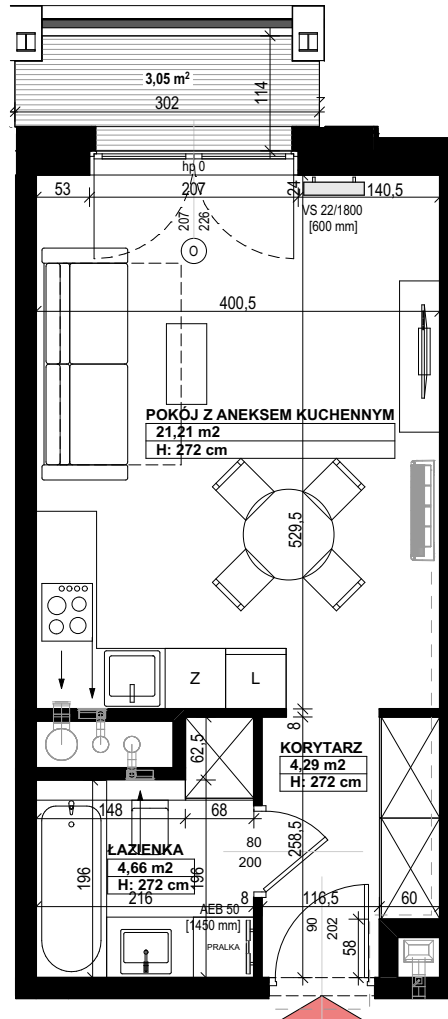 3,05 m²
302
114
hp 0
53
207
24
140,5
207
226
O
VS 22/1800
[600 mm]
400,5
POKÓJ Z ANEKSEM KUCHENNYM
21,21 m2
H: 272 cm
529,5
Z
L
8
62,5
KORYTARZ
4,29 m2
H: 272 cm
148
68
80
200
258,5
ŁAZIENKA
4,66 m2
H: 272 cm
196
196
216
8
116,5
60
AEB 50
[1450 mm]
PRALKA
90
202
58